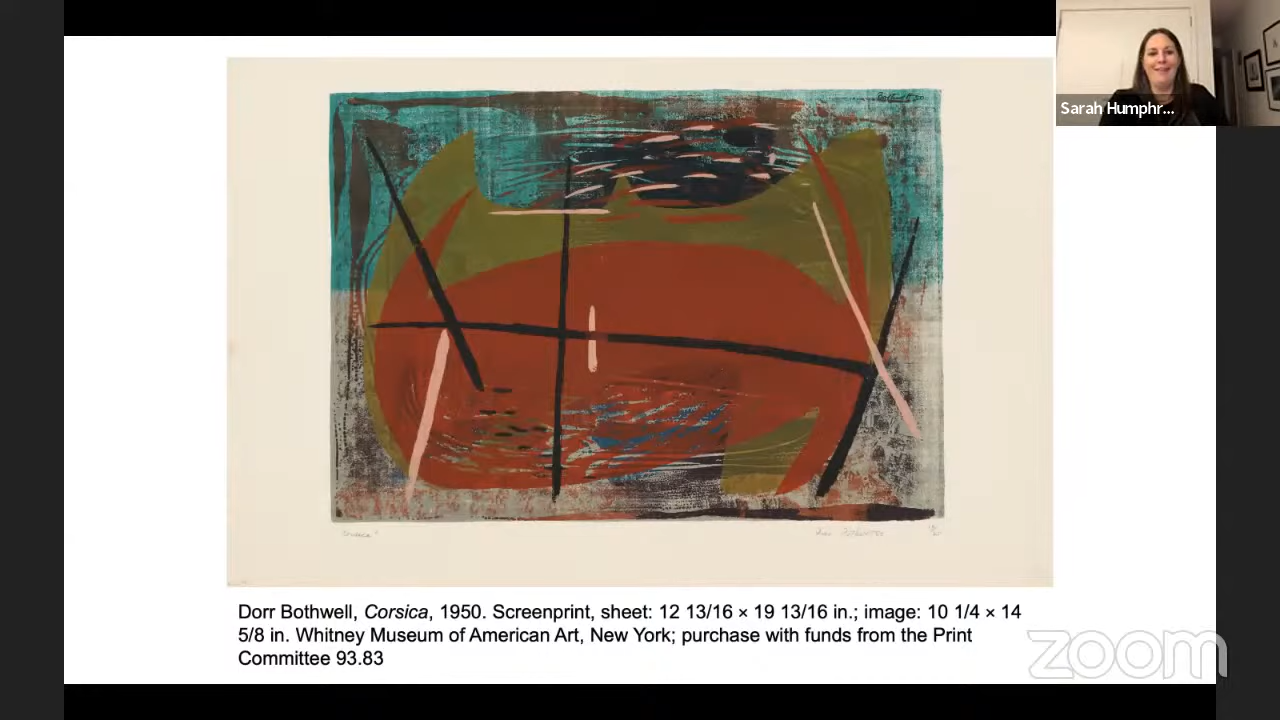 Sarah Humphr...
Dorr Bothwell, Corsica, 1950. Screenprint, sheet: 12 13/16 × 19 13/16 in.; image: 10 1/4 × 14
5/8 in. Whitney Museum of American Art, New York; purchase with funds from the Print
Committee 93.83
zoom